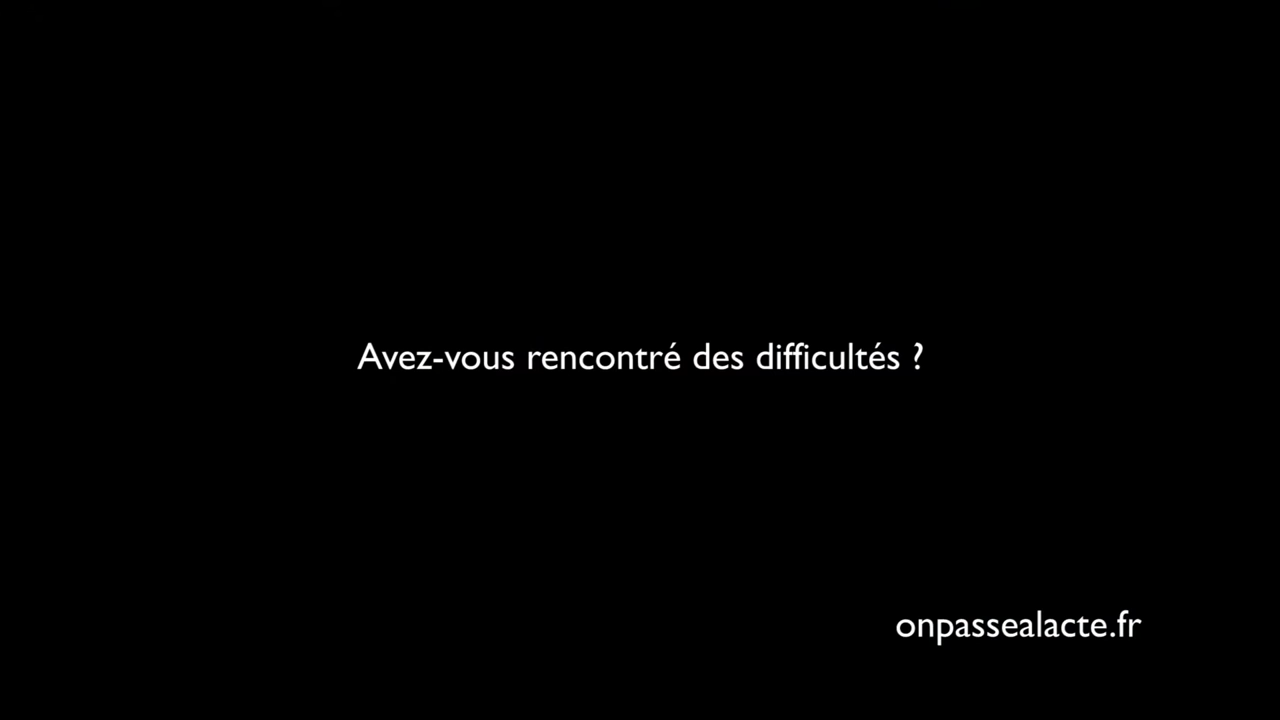 Avez-vous rencontré des difficultés ?
onpassealacte.fr